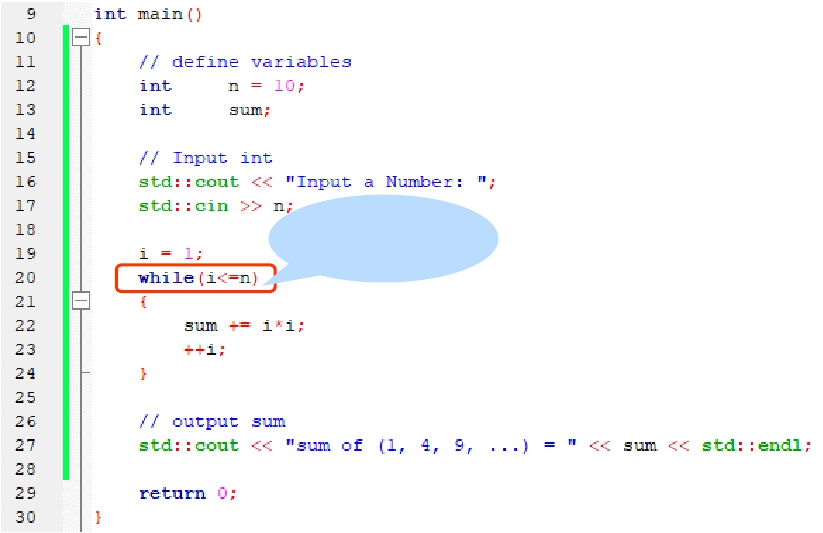 9 int main()
10 {
11 // define variables
12 int n = 10;
13 int sum;
14
15 // Input int
16 std::cout << "Input a Number: ";
17 std::cin >> n;
18
19 i = 1;
20 while(i<=n)
21 {
22 sum += i*i;
23 ++i;
24 }
25
26 // output sum
27 std::cout << "sum of (1, 4, 9, ...) = " << sum << std::endl;
28
29 return 0;
30 }